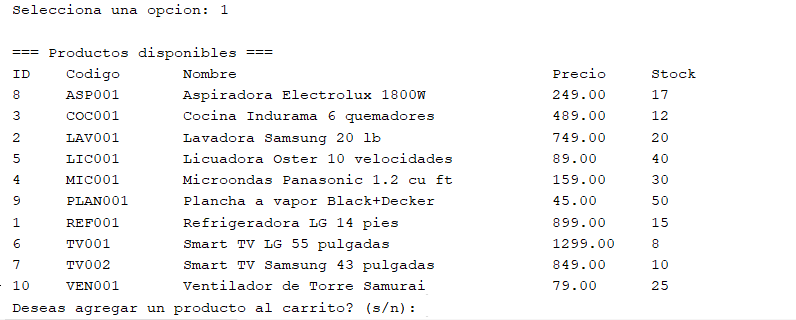 Selecciona una opcion: 1
=== Productos disponibles ===
ID Codigo Nombre Precio Stock
8 ASP001 Aspiradora Electrolux 1800W 249.00 17
3 COC001 Cocina Indurama 6 quemadores 489.00 12
2 LAV001 Lavadora Samsung 20 lb 749.00 20
5 LIC001 Licuadora Oster 10 velocidades 89.00 40
4 MIC001 Microondas Panasonic 1.2 cu ft 159.00 30
9 PLAN001 Plancha a vapor Black+Decker 45.00 50
1 REF001 Refrigeradora LG 14 pies 899.00 15
6 TV001 Smart TV LG 55 pulgadas 1299.00 8
7 TV002 Smart TV Samsung 43 pulgadas 849.00 10
10 VEN001 Ventilador de Torre Samurai 79.00 25
Deseas agregar un producto al carrito? (s/n):